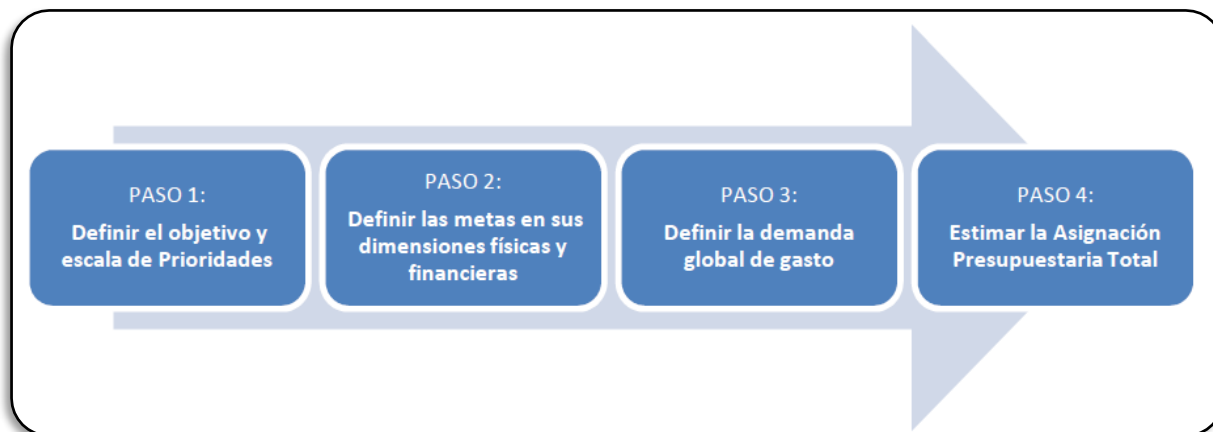 PASO 1:
Definir el objetivo y
escala de Prioridades
PASO 2:
Definir las metas en sus
dimensiones físicas y
financieras
PASO 3:
Definir la demanda
global de gasto
PASO 4:
Estimar la Asignación
Presupuestaria Total